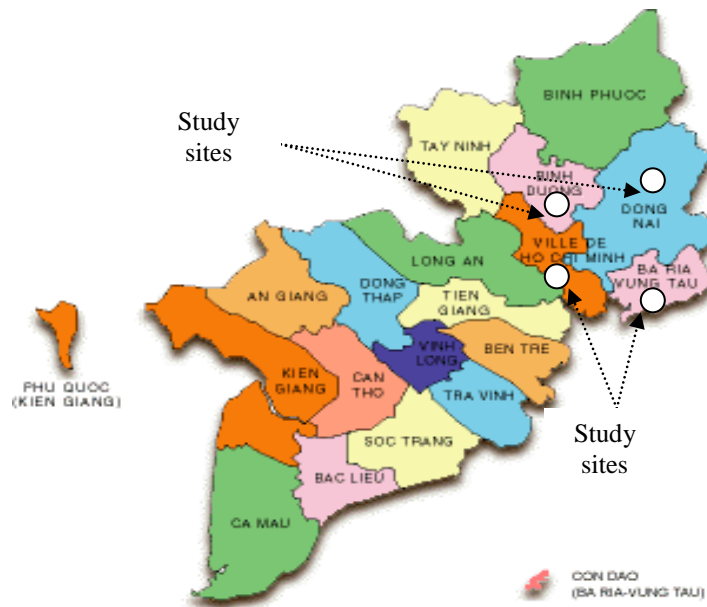 BINH PHUOC
Study
sites
TAY NINH
BINH
DUONG
DONG
NAI
VILLE DE
HO CHI MINH
LONG AN
BA RIA
VUNG TAU
AN GIANG
DONG
THAP
TIEN
GIANG
VINH
LONG
BEN TRE
KIEN
GIANG
CAN
THO
TRA VINH
PHU QUOC
(KIEN GIANG)
SOC TRANG
Study
sites
BAC LIEU
CA MAU
CON DAO
(BA RIA-VUNG TAU)